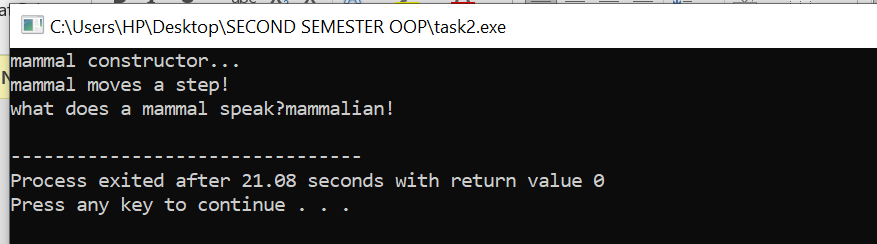 C:\Users\HP\Desktop\SECOND SEMESTER OOP\task2.exe
mammal constructor...
mammal moves a step!
what does a mammal speak?mammalian!
--------------------------------
Process exited after 21.08 seconds with return value 0
Press any key to continue . . .